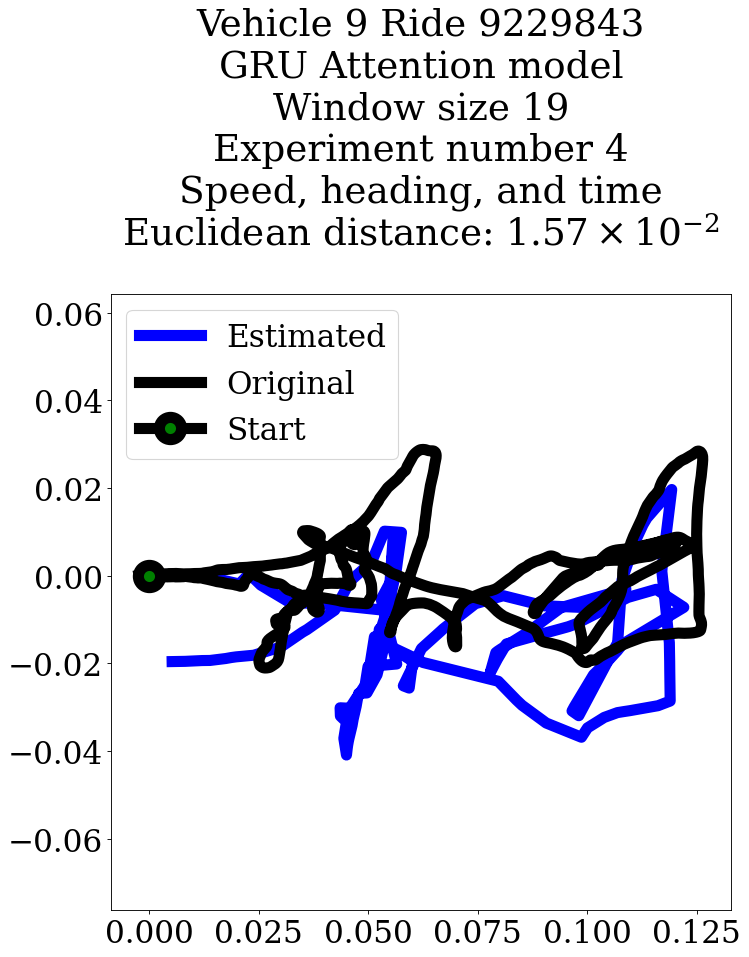 Vehicle 9 Ride 9229843
GRU Attention model
Window size 19
Experiment number 4
Speed, heading, and time
Euclidean distance: 1.57 × 10⁻²
0.06
0.04
0.02
0.00
−0.02
−0.04
−0.06
Estimated
Original
Start
0.000 0.025 0.050 0.075 0.100 0.125